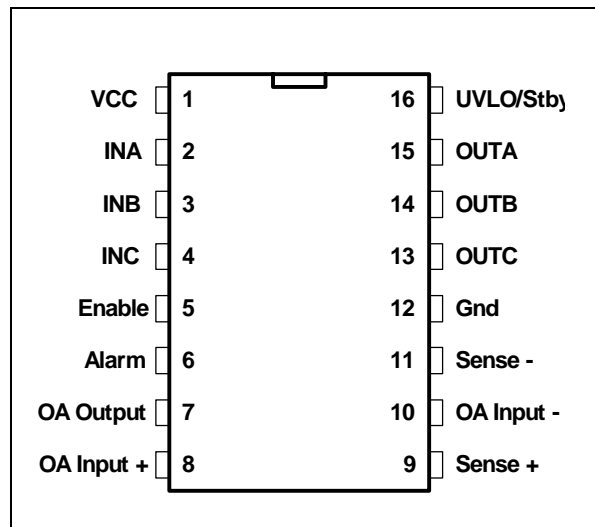 VCC 1 16 UVLO/Stby
INA 2 15 OUTA
INB 3 14 OUTB
INC 4 13 OUTC
Enable 5 12 Gnd
Alarm 6 11 Sense -
OA Output 7 10 OA Input -
OA Input + 8 9 Sense +